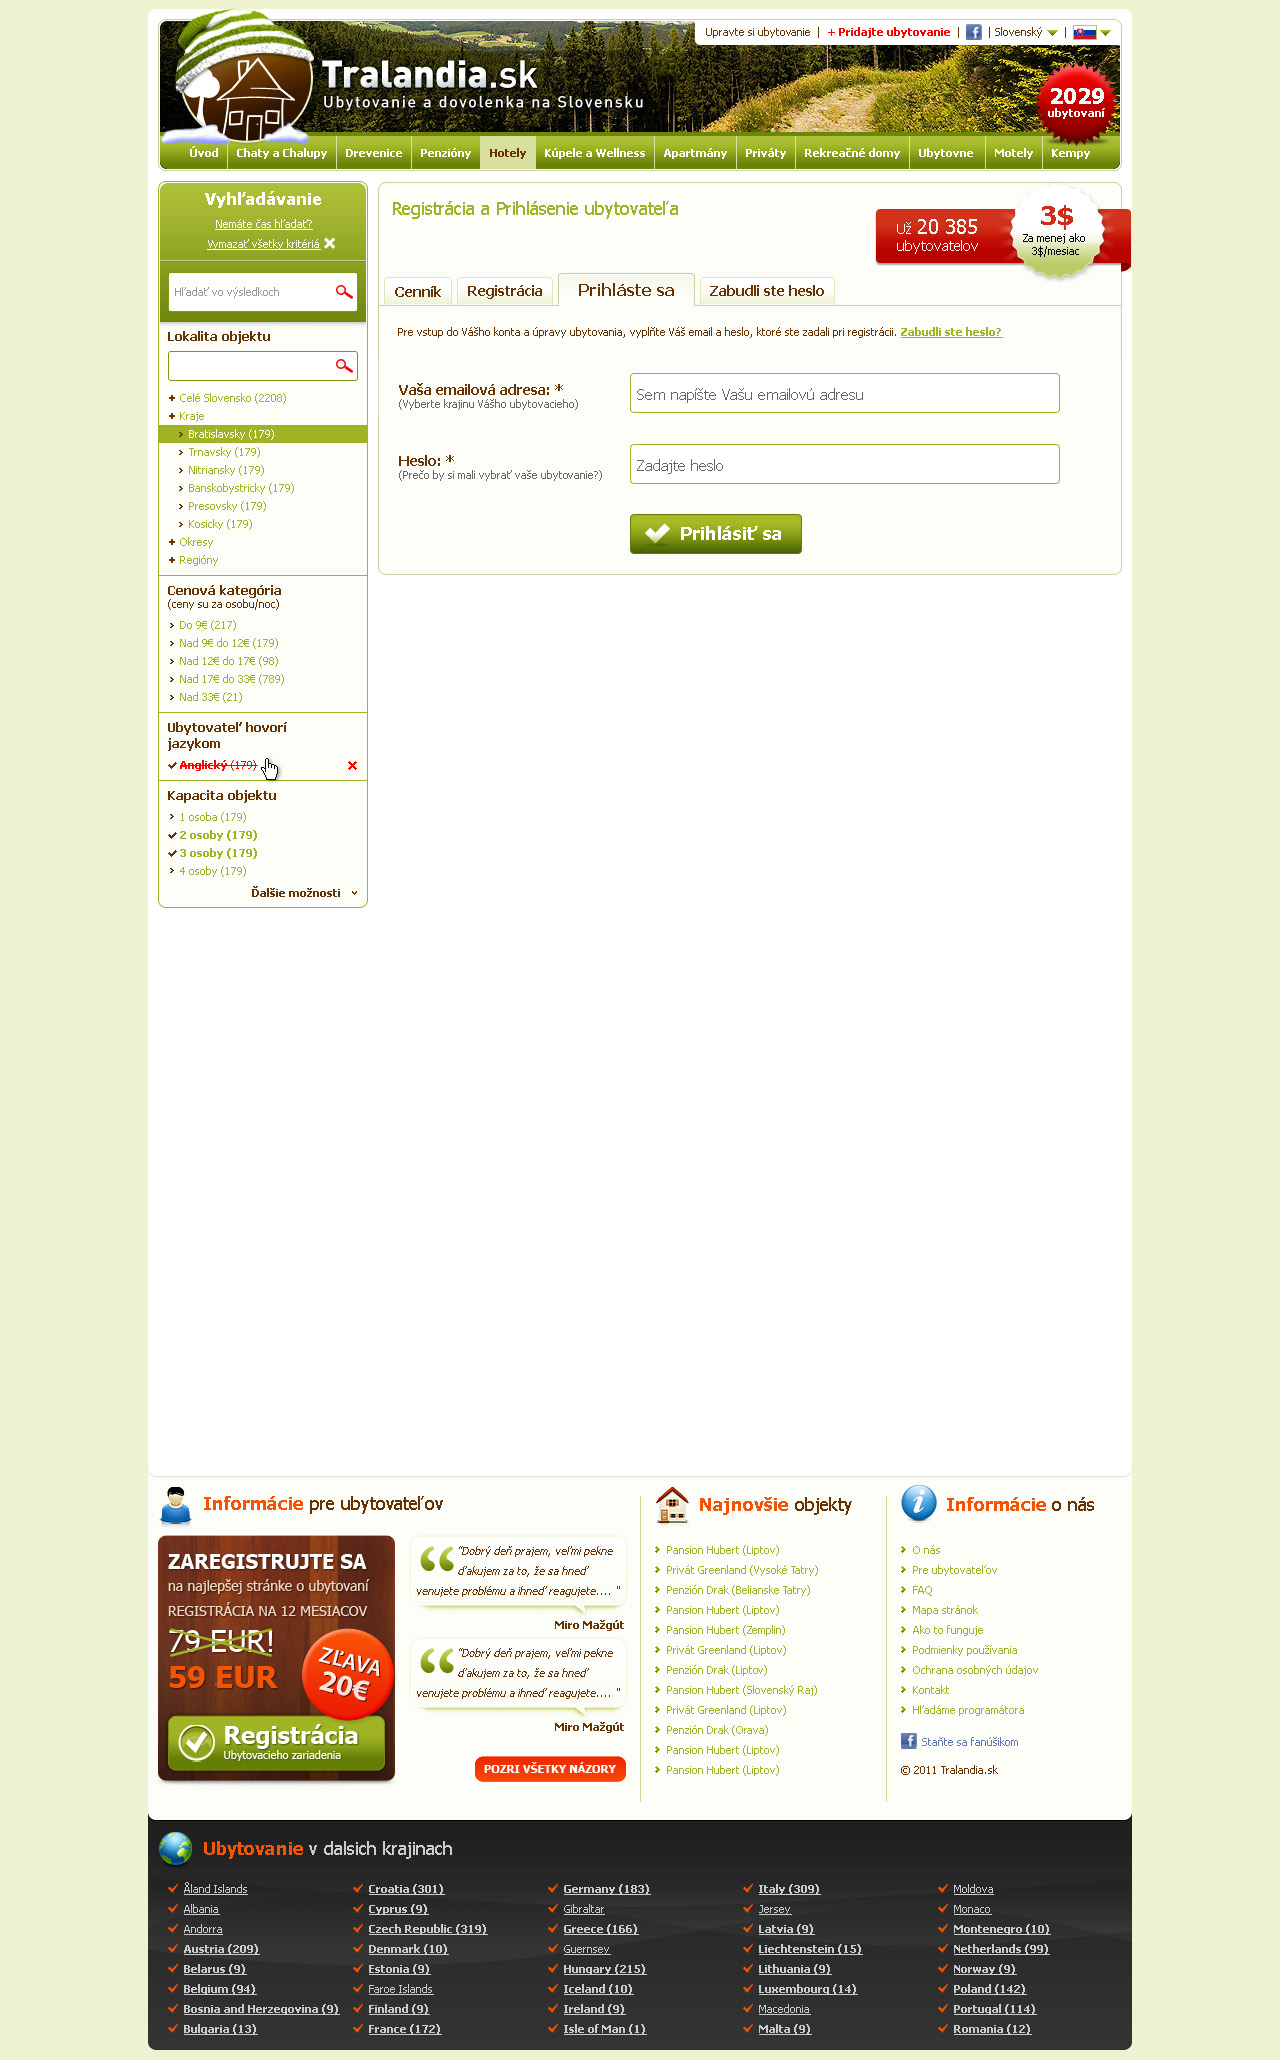 Upravte si ubytovanie | + Pridajte ubytovanie | | Slovenský |
Tralandia.sk
Ubytovanie a dovolenka na Slovensku
2029
ubytovaní
Úvod
Chaty a Chalupy
Drevenice
Penzióny
Hotely
Kúpele a Wellness
Apartmány
Priváty
Rekreačné domy
Ubytovne
Motely
Kempy
Vyhľadávanie
Nemáte čas hľadať?
Vymazať všetky kritériá
Hľadať vo výsledkoch
Lokalita objektu
Celé Slovensko (2208)
Kraje
Bratislavsky (179)
Trnavsky (179)
Nitriansky (179)
Banskobystricky (179)
Presovsky (179)
Kosicky (179)
Okresy
Regióny
Cenová kategória
(ceny su za osobu/noc)
Do 9€ (217)
Nad 9€ do 12€ (179)
Nad 12€ do 17€ (98)
Nad 17€ do 33€ (789)
Nad 33€ (21)
Ubytovateľ hovorí
jazykom
Anglický (179)
Kapacita objektu
1 osoba (179)
2 osoby (179)
3 osoby (179)
4 osoby (179)
Ďalšie možnosti
Registrácia a Prihlásenie ubytovateľa
Už 20 385
ubytovatelov
3$
Za menej ako
3$/mesiac
Cenník
Registrácia
Prihláste sa
Zabudli ste heslo
Pre vstup do Vášho konta a úpravy ubytovania, vyplňte Váš email a heslo, ktoré ste zadali pri registrácii. Zabudli ste heslo?
Vaša emailová adresa: *
(Vyberte krajinu Vášho ubytovacieho)
Sem napíšte Vašu emailovú adresu
Heslo: *
(Prečo by si mali vybrať vaše ubytovanie?)
Zadajte heslo
Prihlásiť sa
Informácie pre ubytovateľov
ZAREGISTRUJTE SA
na najlepšej stránke o ubytovaní
REGISTRÁCIA NA 12 MESIACOV
79 EUR!
59 EUR
ZĽAVA
20€
Registrácia
Ubytovacieho zariadenia
"Dobrý deň prajem, veľmi pekne
ďakujem za to, že sa hneď
venujete problému a ihneď reagujete.... "
Miro Mažgút
"Dobrý deň prajem, veľmi pekne
ďakujem za to, že sa hneď
venujete problému a ihneď reagujete.... "
Miro Mažgút
POZRI VŠETKY NÁZORY
Najnovšie objekty
Pansion Hubert (Liptov)
Privát Greenland (Vysoké Tatry)
Penzión Drak (Belianske Tatry)
Pansion Hubert (Liptov)
Pansion Hubert (Zemplin)
Privát Greenland (Liptov)
Penzión Drak (Liptov)
Pansion Hubert (Slovenský Raj)
Privát Greenland (Liptov)
Penzión Drak (Orava)
Pansion Hubert (Liptov)
Pansion Hubert (Liptov)
Informácie o nás
O nás
Pre ubytovateľov
FAQ
Mapa stránok
Ako to funguje
Podmienky používania
Ochrana osobných údajov
Kontakt
Hľadáme programátora
Staňte sa fanúšikom
© 2011 Tralandia.sk
Ubytovanie v dalsich krajinach
Åland Islands
Albania
Andorra
Austria (209)
Belarus (9)
Belgium (94)
Bosnia and Herzegovina (9)
Bulgaria (13)
Croatia (301)
Cyprus (9)
Czech Republic (319)
Denmark (10)
Estonia (9)
Faroe Islands
Finland (9)
France (172)
Germany (183)
Gibraltar
Greece (166)
Guernsey
Hungary (215)
Iceland (10)
Ireland (9)
Isle of Man (1)
Italy (309)
Jersey
Latvia (9)
Liechtenstein (15)
Lithuania (9)
Luxembourg (14)
Macedonia
Malta (9)
Moldova
Monaco
Montenegro (10)
Netherlands (99)
Norway (9)
Poland (142)
Portugal (114)
Romania (12)